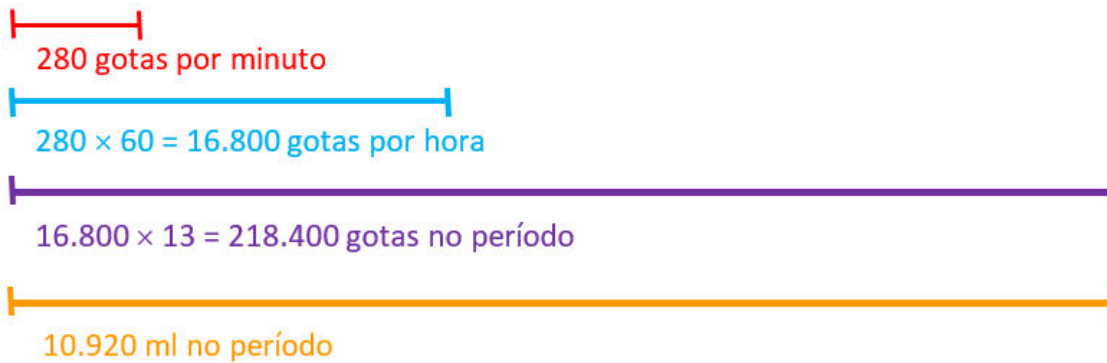 280 gotas por minuto
280 × 60 = 16.800 gotas por hora
16.800 × 13 = 218.400 gotas no período
10.920 ml no período